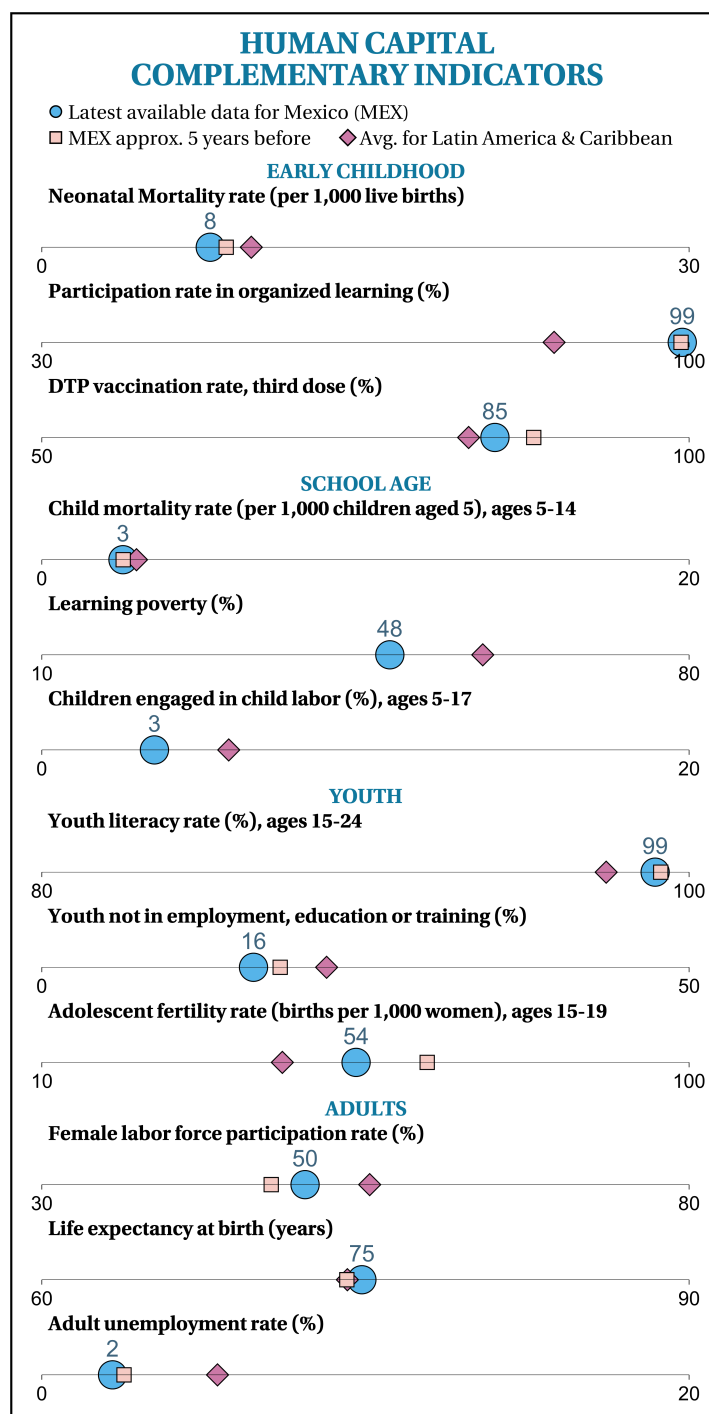 HUMAN CAPITAL
COMPLEMENTARY INDICATORS
Latest available data for Mexico (MEX)
MEX approx. 5 years before
Avg. for Latin America & Caribbean
EARLY CHILDHOOD
Neonatal Mortality rate (per 1,000 live births)
8
0 30
Participation rate in organized learning (%)
99
30 100
DTP vaccination rate, third dose (%)
85
50 100
SCHOOL AGE
Child mortality rate (per 1,000 children aged 5), ages 5-14
3
0 20
Learning poverty (%)
48
10 80
Children engaged in child labor (%), ages 5-17
3
0 20
YOUTH
Youth literacy rate (%), ages 15-24
99
80 100
Youth not in employment, education or training (%)
16
0 50
Adolescent fertility rate (births per 1,000 women), ages 15-19
54
10 100
ADULTS
Female labor force participation rate (%)
50
30 80
Life expectancy at birth (years)
75
60 90
Adult unemployment rate (%)
2
0 20